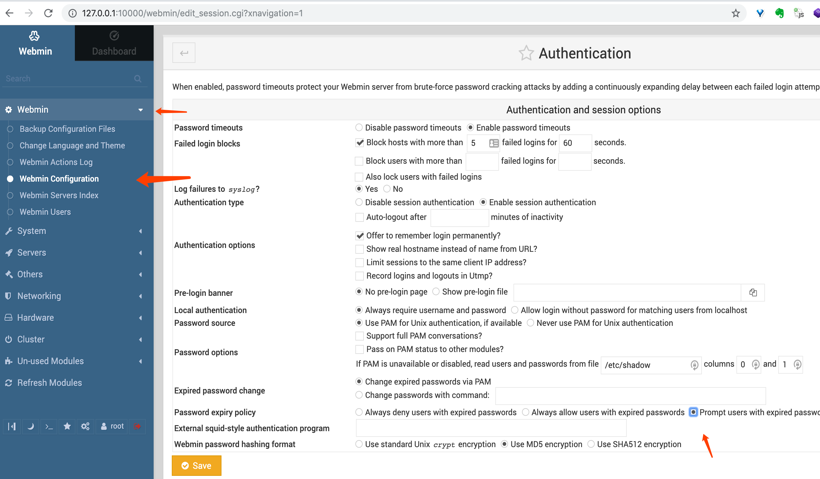 127.0.0.1:10000/webmin/edit_session.cgi?xnavigation=1
Webmin
Dashboard
Search
Webmin
Backup Configuration Files
Change Language and Theme
Webmin Actions Log
Webmin Configuration
Webmin Servers Index
Webmin Users
System
Servers
Others
Networking
Hardware
Cluster
Un-used Modules
Refresh Modules
root
Authentication
When enabled, password timeouts protect your Webmin server from brute-force password cracking attacks by adding a continuously expanding delay between each failed login attemp
Authentication and session options
Password timeouts Disable password timeouts Enable password timeouts
Failed login blocks Block hosts with more than 5 failed logins for 60 seconds.
Block users with more than failed logins for seconds.
Also lock users with failed logins
Log failures to syslog? Yes No
Authentication type Disable session authentication Enable session authentication
Auto-logout after minutes of inactivity
Authentication options Offer to remember login permanently?
Show real hostname instead of name from URL?
Limit sessions to the same client IP address?
Record logins and logouts in Utmp?
Pre-login banner No pre-login page Show pre-login file
Local authentication Always require username and password Allow login without password for matching users from localhost
Password source Use PAM for Unix authentication, if available Never use PAM for Unix authentication
Password options Support full PAM conversations?
Pass on PAM status to other modules?
If PAM is unavailable or disabled, read users and passwords from file /etc/shadow columns 0 and 1
Expired password change Change expired passwords via PAM
Change passwords with command:
Password expiry policy Always deny users with expired passwords Always allow users with expired passwords Prompt users with expired passwo
External squid-style authentication program
Webmin password hashing format Use standard Unix crypt encryption Use MD5 encryption Use SHA512 encryption
Save